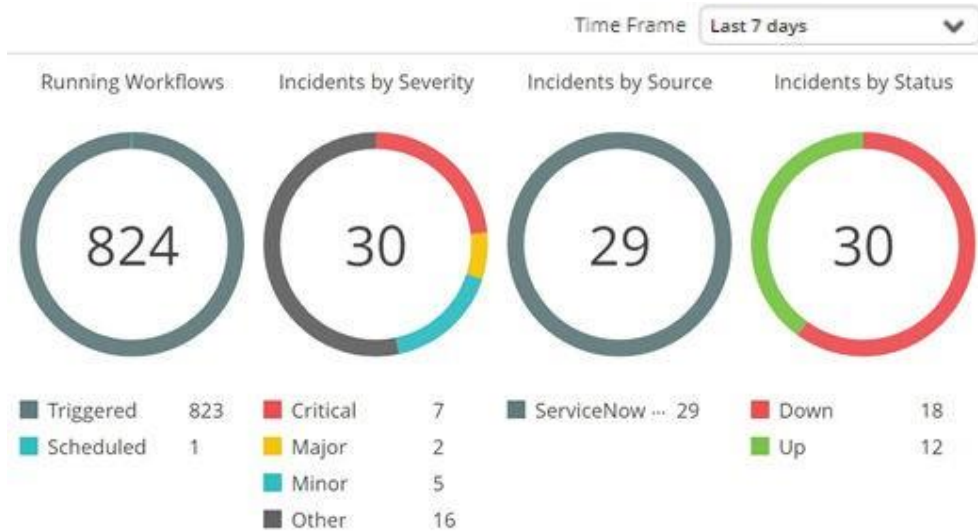 Time Frame Last 7 days
Running Workflows Incidents by Severity Incidents by Source Incidents by Status
824 30 29 30
Triggered 823 Critical 7 ServiceNow ··· 29 Down 18
Scheduled 1 Major 2 Up 12
Minor 5
Other 16